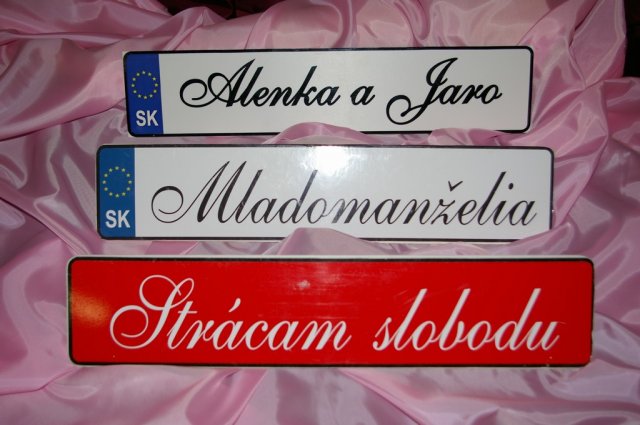 Alenka a Jaro
SK
Mladomanželia
SK
Strácam slobodu